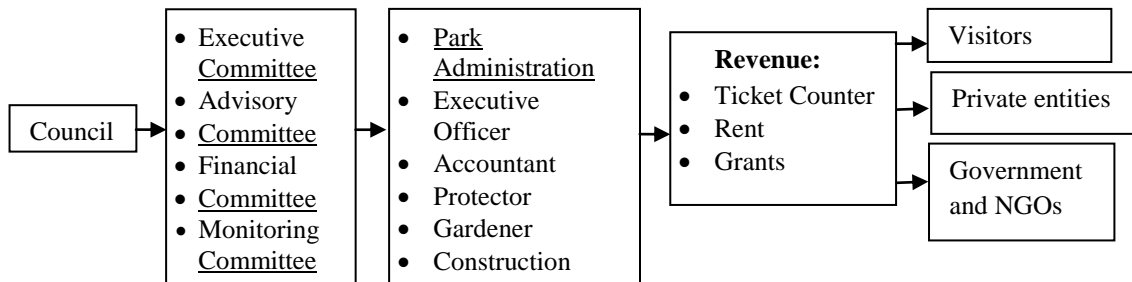 Council
• Executive
Committee
• Advisory
• Committee
• Financial
• Committee
• Monitoring
Committee
• Park
Administration
• Executive
Officer
• Accountant
• Protector
• Gardener
• Construction
Revenue:
• Ticket Counter
• Rent
• Grants
Visitors
Private entities
Government
and NGOs